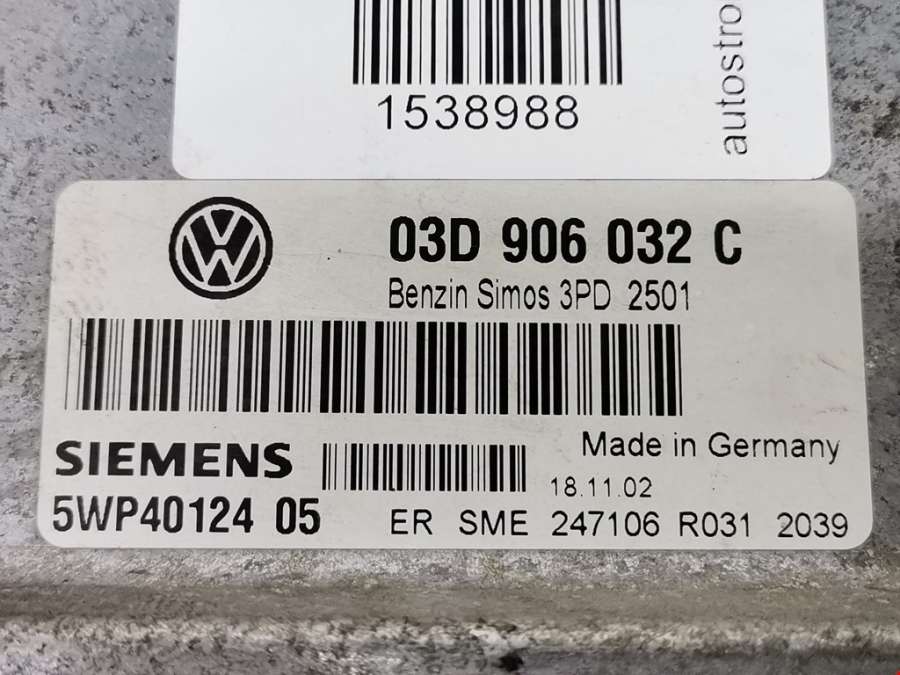 1538988
autostro
03D 906 032 C
Benzin Simos 3PD 2501
Made in Germany
SIEMENS
18.11.02
5WP40124 05
ER SME 247106 R031 2039